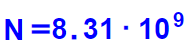 N =8.31 · 10⁹